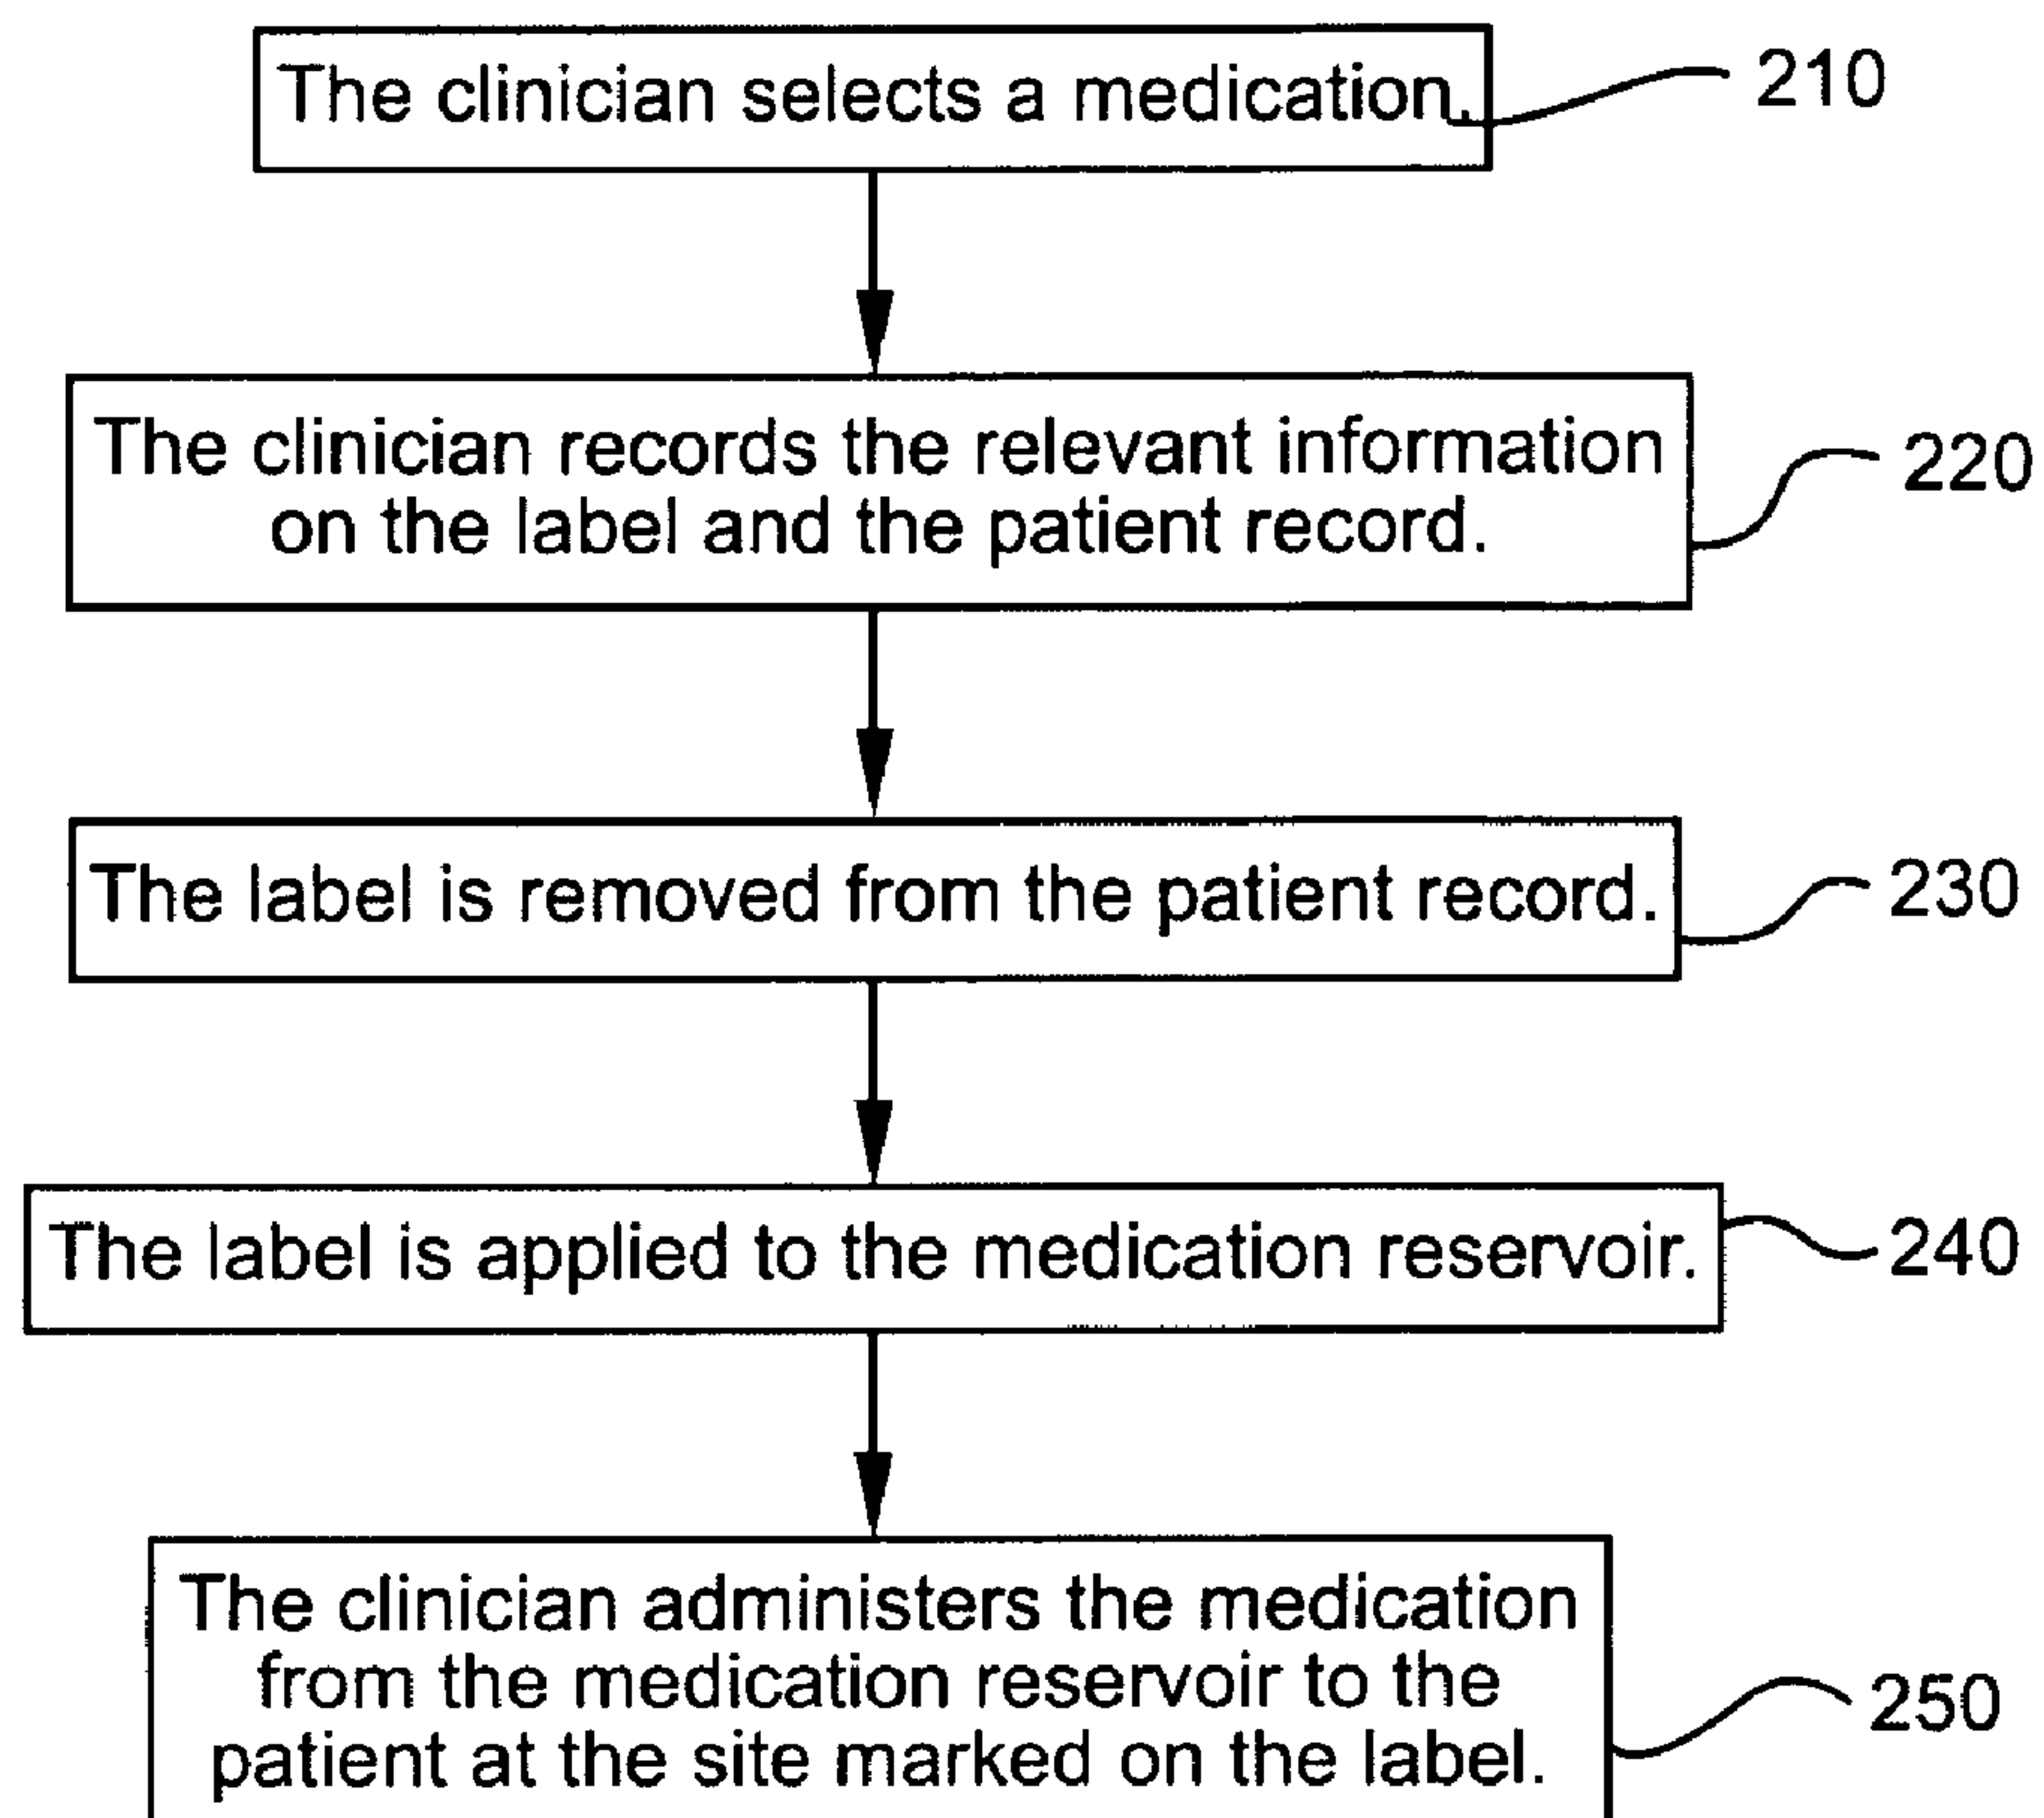 The clinician selects a medication.
210
The clinician records the relevant information
on the label and the patient record.
220
The label is removed from the patient record.
230
The label is applied to the medication reservoir.
240
The clinician administers the medication
from the medication reservoir to the
patient at the site marked on the label.
250